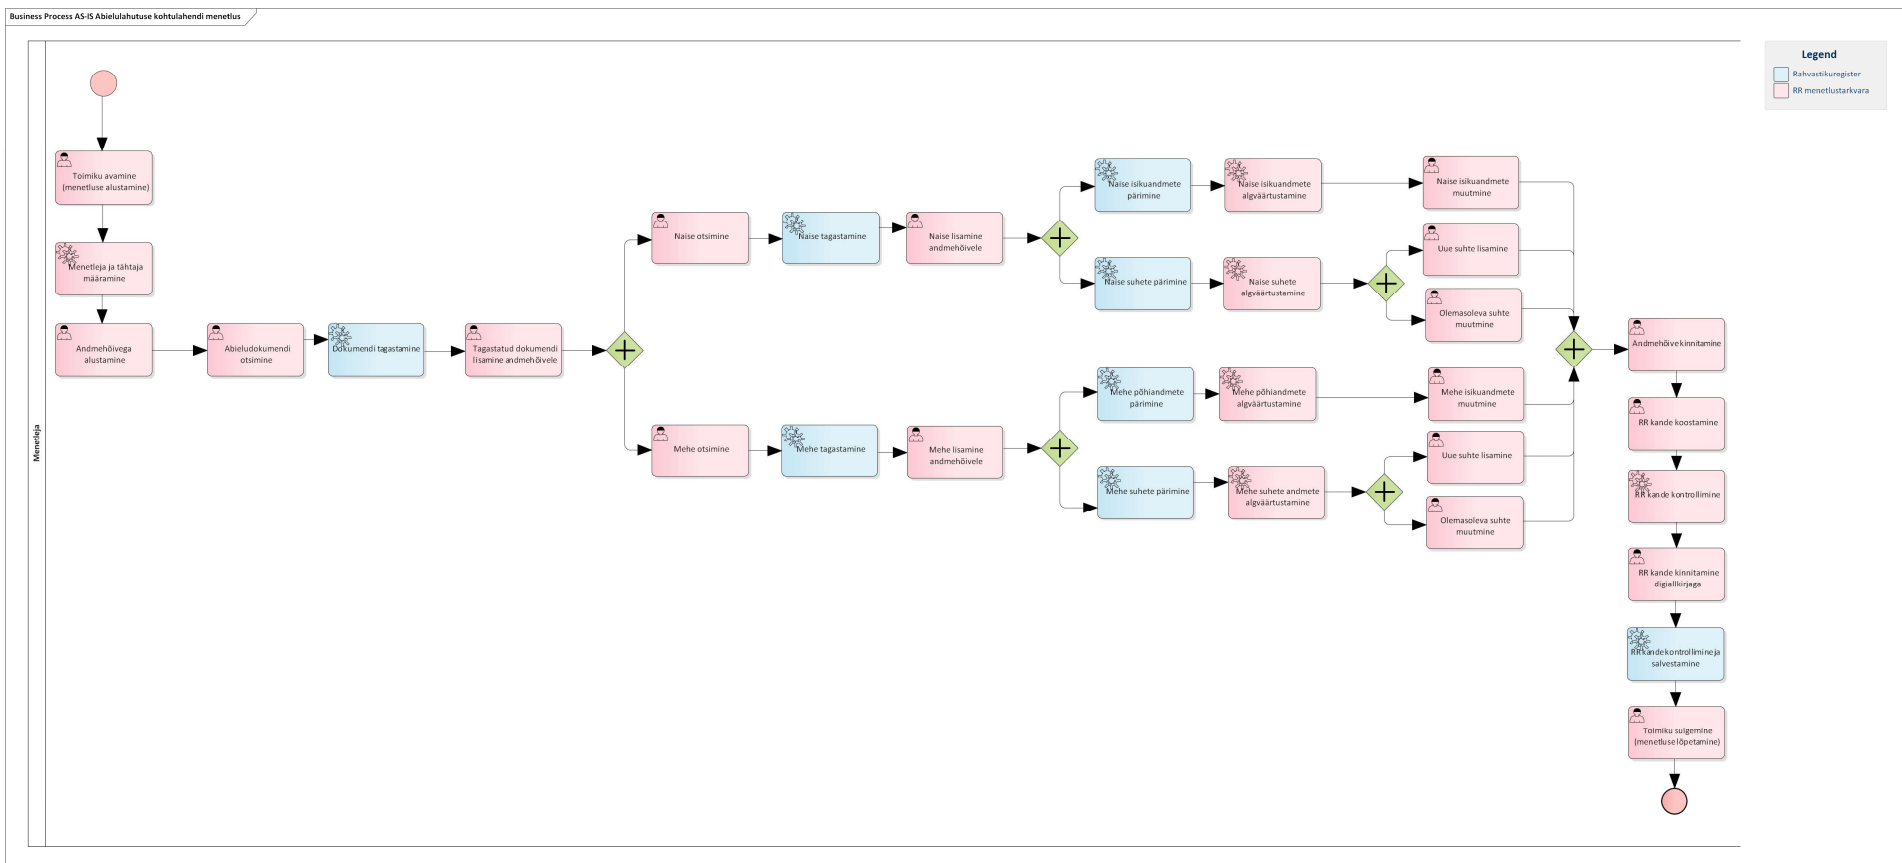 Business Process AS-IS Abielulahutuse kohtulahendi menetlus
Legend
Rahvastikuregister
RR menetlustarkvara
Menetleja
Toimiku avamine
(menetluse alustamine)
Menetleja ja tähtaja
määramine
Andmehõivega
alustamine
Abieludokumendi
otsimine
Dokumendi tagastamine
Tagastatud dokumendi
lisamine andmehõivele
Naise otsimine
Naise tagastamine
Naise lisamine
andmehõivele
Mehe otsimine
Mehe tagastamine
Mehe lisamine
andmehõivele
Naise isikuandmete
pärimine
Naise isikuandmete
algväärtustamine
Naise isikuandmete
muutmine
Naise suhete pärimine
Naise suhete
algväärtustamine
Uue suhte lisamine
Olemasoleva suhte
muutmine
Mehe põhiandmete
pärimine
Mehe põhiandmete
algväärtustamine
Mehe isikuandmete
muutmine
Mehe suhete pärimine
Mehe suhete andmete
algväärtustamine
Uue suhte lisamine
Olemasoleva suhte
muutmine
Andmehõive kinnitamine
RR kande koostamine
RR kande kontrollimine
RR kande kinnitamine
digiallkirjaga
RR kande kontrollimine ja
salvestamine
Toimiku sulgemine
(menetluse lõpetamine)